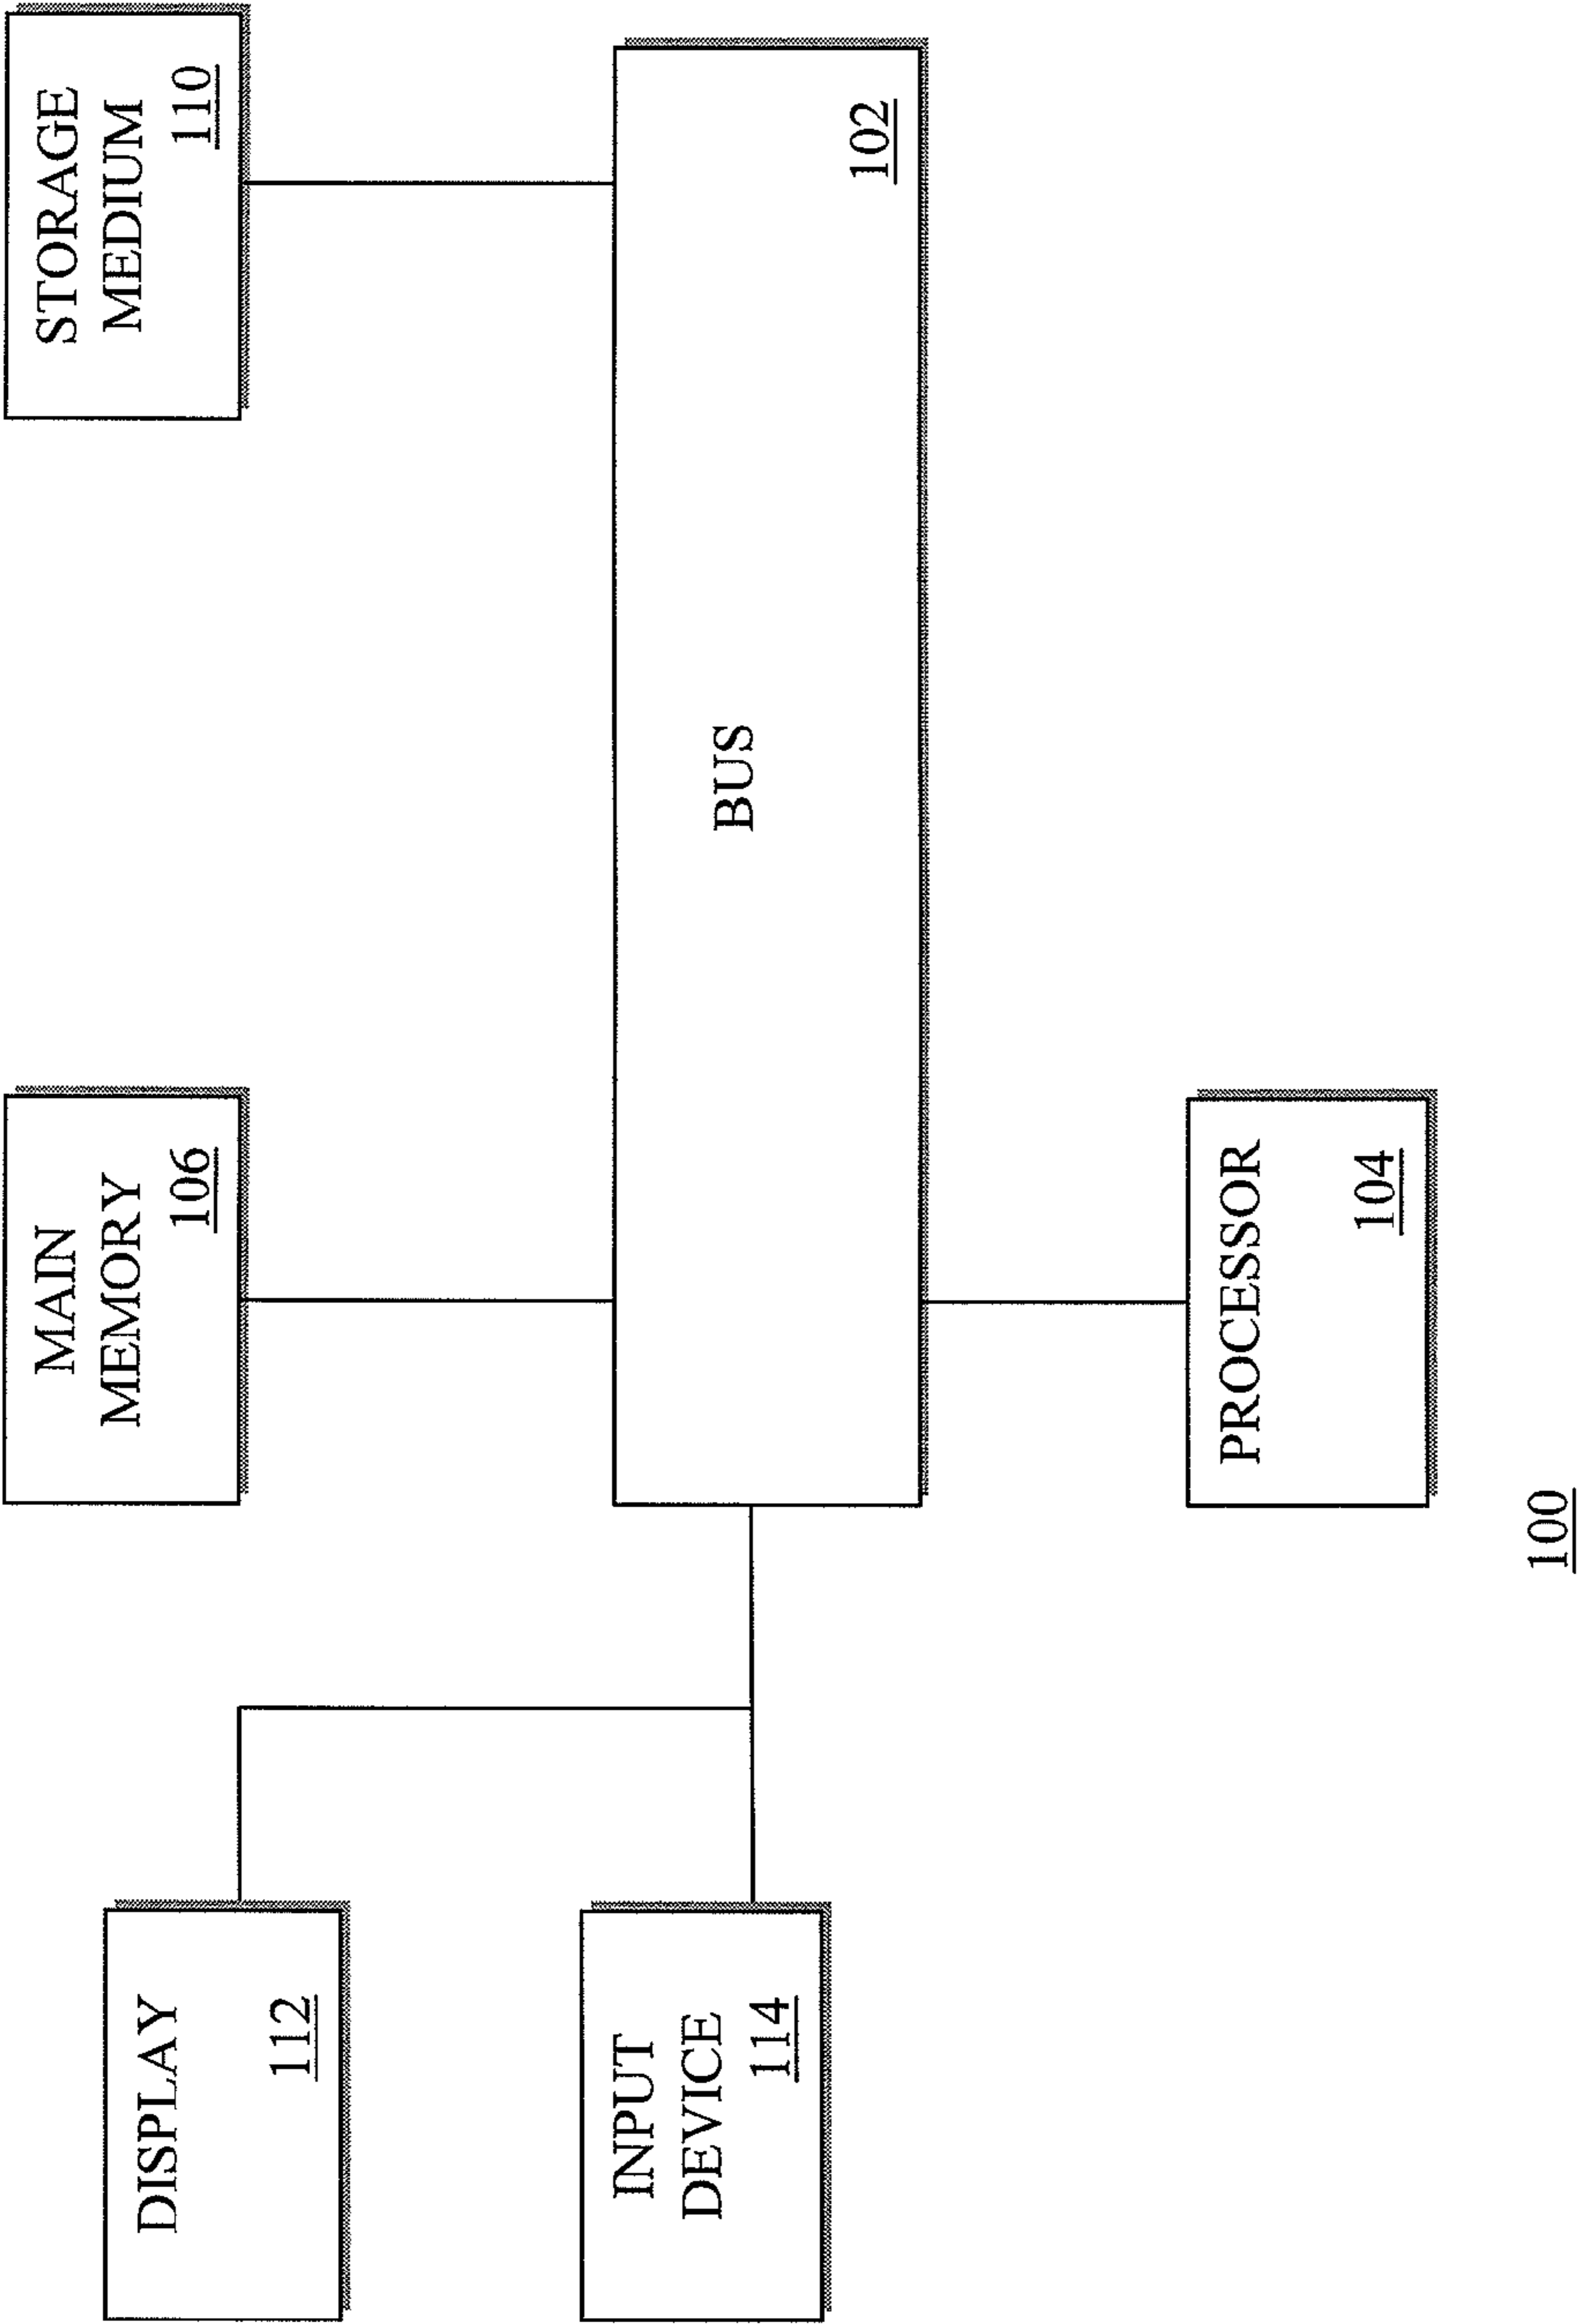 DISPLAY
112
MAIN
MEMORY
106
STORAGE
MEDIUM
110
INPUT
DEVICE
114
BUS
102
PROCESSOR
104
100